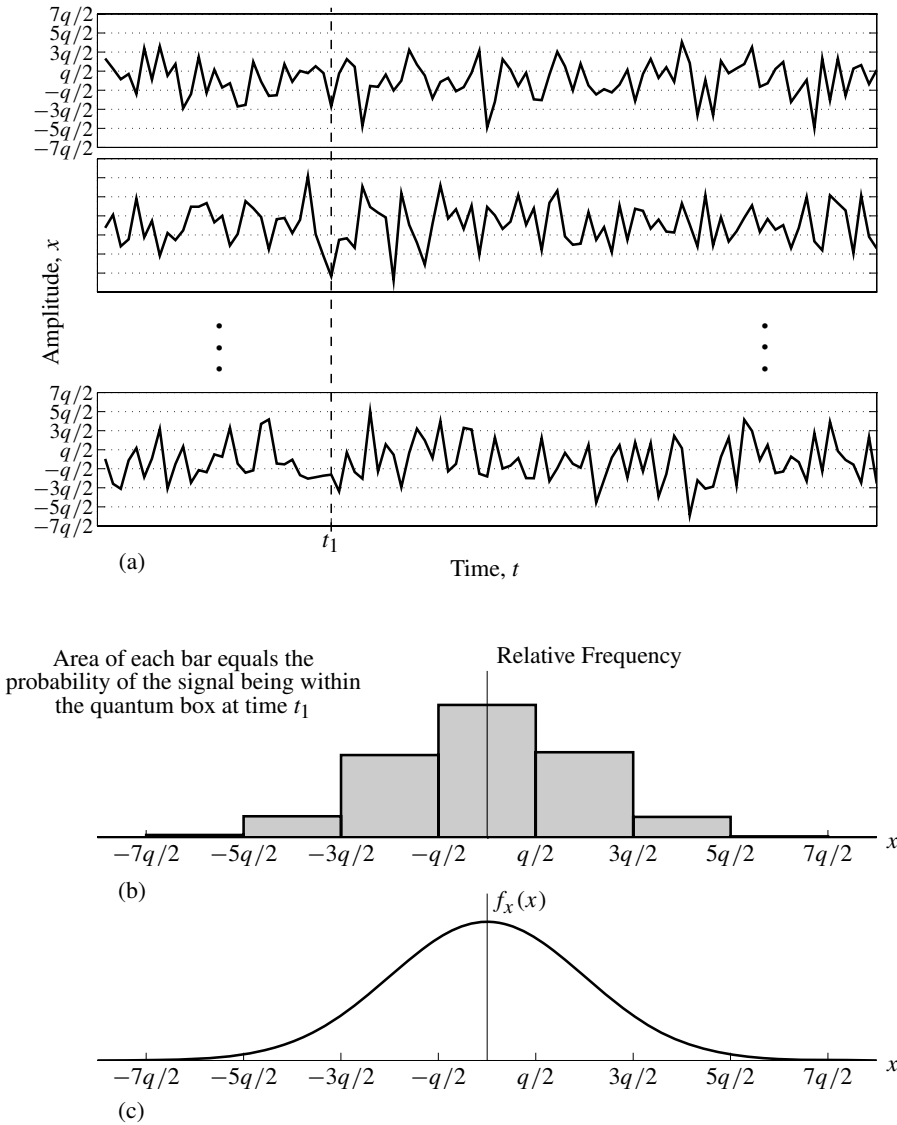 7q/2
5q/2
3q/2
q/2
−q/2
−3q/2
−5q/2
−7q/2
Amplitude, x
7q/2
5q/2
3q/2
q/2
−q/2
−3q/2
−5q/2
−7q/2
t1
(a)
Time, t
Area of each bar equals the
probability of the signal being within
the quantum box at time t1
Relative Frequency
−7q/2 −5q/2 −3q/2 −q/2 q/2 3q/2 5q/2 7q/2 x
(b)
fx(x)
−7q/2 −5q/2 −3q/2 −q/2 q/2 3q/2 5q/2 7q/2 x
(c)